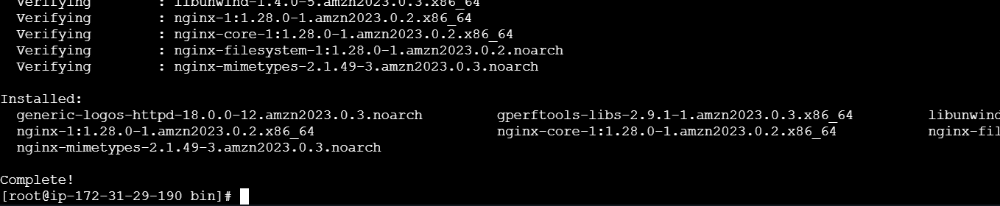 Verifying        : libunwind-1.4.0-5.amzn2023.0.3.x86_64
Verifying        : nginx-1:1.28.0-1.amzn2023.0.2.x86_64
Verifying        : nginx-core-1:1.28.0-1.amzn2023.0.2.x86_64
Verifying        : nginx-filesystem-1:1.28.0-1.amzn2023.0.2.noarch
Verifying        : nginx-mimetypes-2.1.49-3.amzn2023.0.3.noarch
Installed:
generic-logos-httpd-18.0.0-12.amzn2023.0.3.noarch        gperftools-libs-2.9.1-1.amzn2023.0.3.x86_64        libunwind
nginx-1:1.28.0-1.amzn2023.0.2.x86_64        nginx-core-1:1.28.0-1.amzn2023.0.2.x86_64        nginx-fil
nginx-mimetypes-2.1.49-3.amzn2023.0.3.noarch
Complete!
[root@ip-172-31-29-190 bin]#